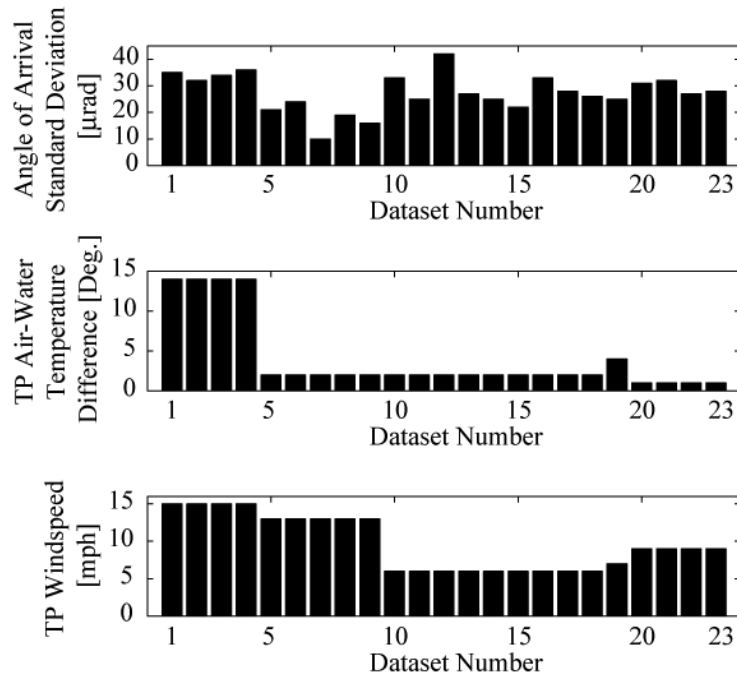 Angle of Arrival
Standard Deviation
[μrad]
40
30
20
10
0
1 5 10 15 20 23
Dataset Number
TP Air-Water
Temperature
Difference [Deg.]
15
10
5
0
1 5 10 15 20 23
Dataset Number
TP Windspeed
[mph]
15
10
5
0
1 5 10 15 20 23
Dataset Number